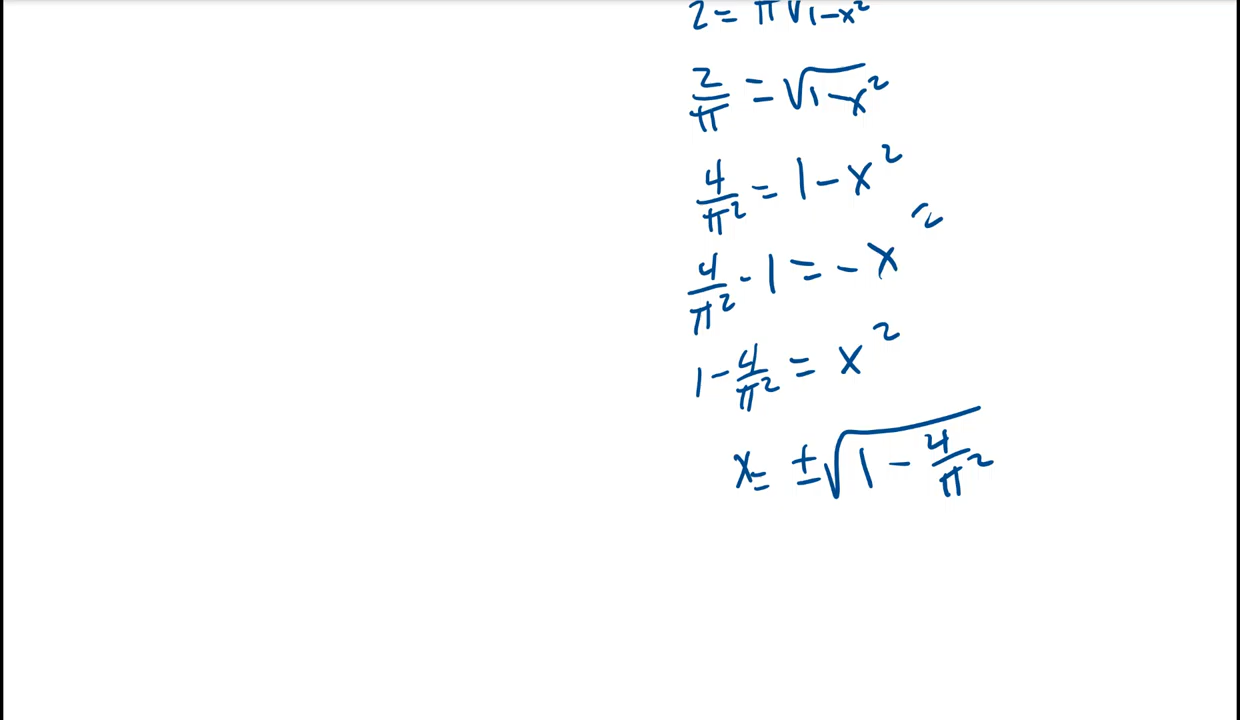 2 = π√1-x²
2/π = √1-x²
4/π² = 1-x²
4/π² - 1 = -x²
1 - 4/π² = x²
x = ±√1 - 4/π²